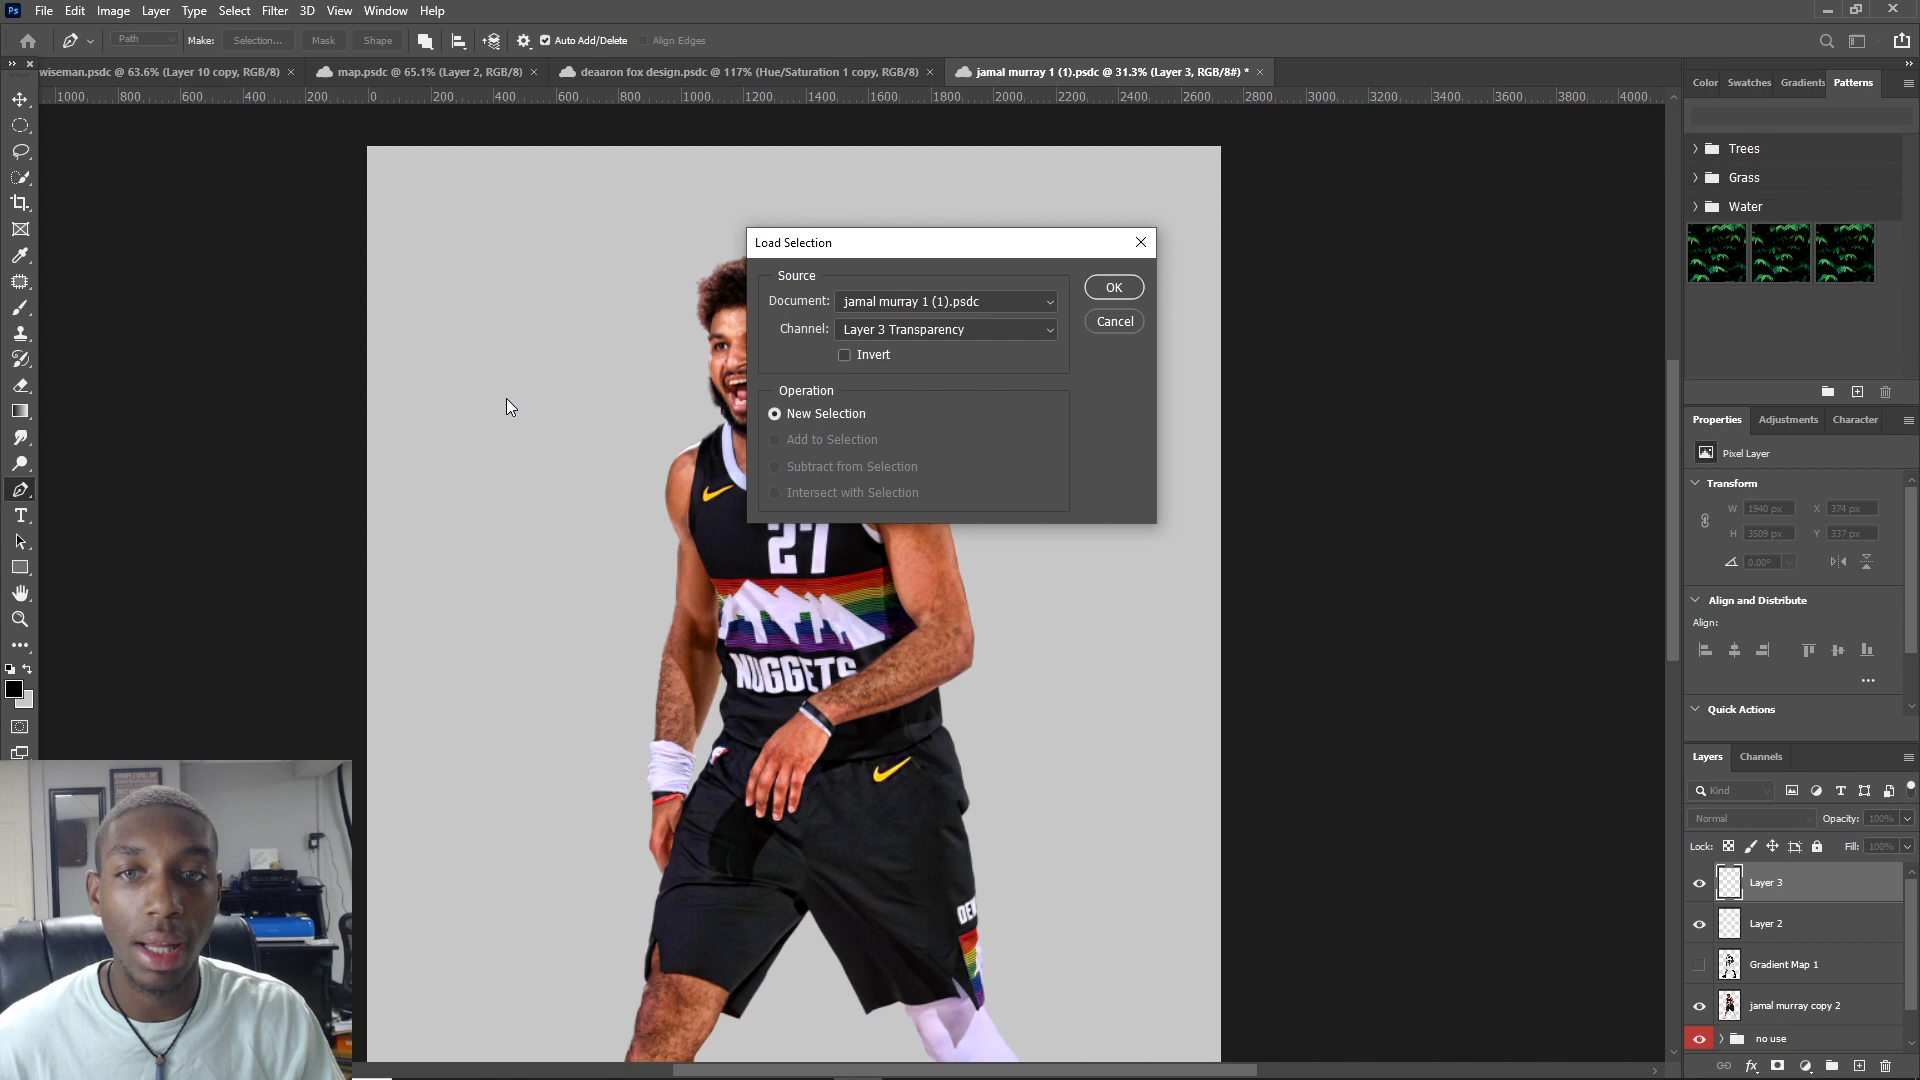 Ps File Edit Image Layer Type Select Filter 3D View Window Help
Path Make: Selection... Mask Shape Auto Add/Delete Align Edges
wiseman.psdc @ 63.6% (Layer 10 copy, RGB/8) × map.psdc @ 65.1% (Layer 2, RGB/8) × deaaron fox design.psdc @ 117% (Hue/Saturation 1 copy, RGB/8) × jamal murray 1 (1).psdc @ 31.3% (Layer 3, RGB/8#) * ×
1000 800 600 400 200 0 200 400 600 800 1000 1200 1400 1600 1800 2000 2200 2400 2600 2800 3000 3200 3400 3600 3800 4000
Color Swatches Gradients Patterns
Trees
Grass
Water
Load Selection
Source
Document: jamal murray 1 (1).psdc
Channel: Layer 3 Transparency
Invert
OK
Cancel
Operation
New Selection
Add to Selection
Subtract from Selection
Intersect with Selection
27
NUGGETS
DEN
Properties Adjustments Character
Pixel Layer
Transform
W 1940 px X 374 px
H 3509 px Y 337 px
0.00°
Align and Distribute
Align:
Quick Actions
Layers Channels
Kind
Normal Opacity: 100%
Lock: Fill: 100%
Layer 3
Layer 2
Gradient Map 1
jamal murray copy 2
no use